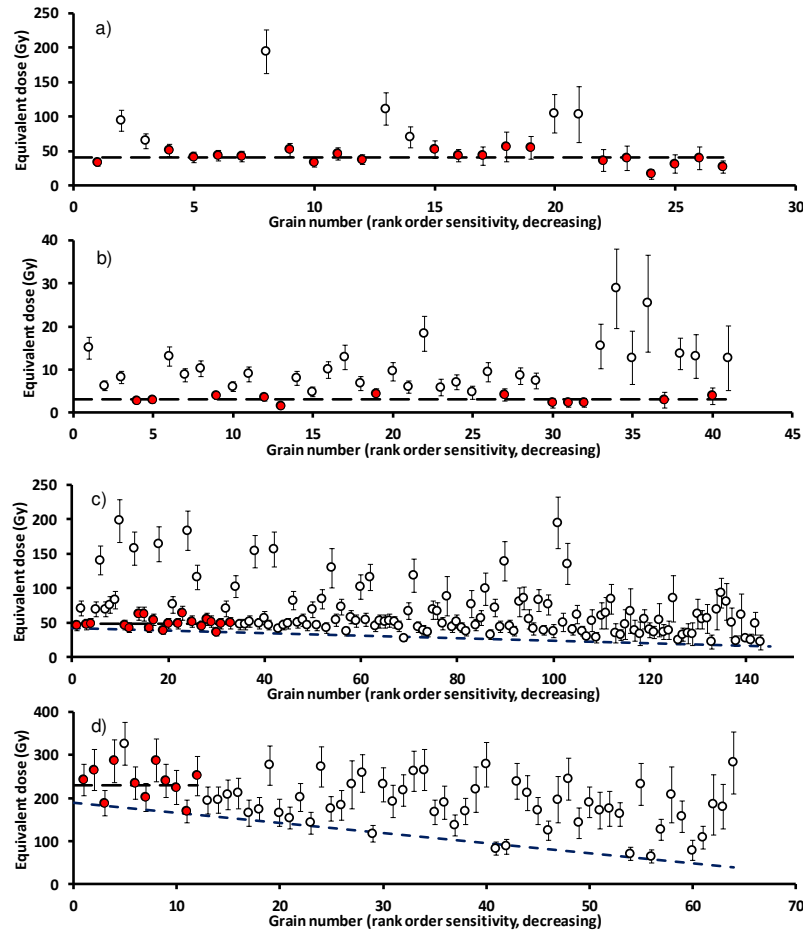 a)
Equivalent dose (Gy)
250
200
150
100
50
0
0 5 10 15 20 25 30
Grain number (rank order sensitivity, decreasing)
b)
Equivalent dose (Gy)
40
30
20
10
0
0 5 10 15 20 25 30 35 40 45
Grain number (rank order sensitivity, decreasing)
c)
Equivalent dose (Gy)
250
200
150
100
50
0
0 20 40 60 80 100 120 140
Grain number (rank order sensitivity, decreasing)
d)
Equivalent dose (Gy)
400
300
200
100
0
0 10 20 30 40 50 60 70
Grain number (rank order sensitivity, decreasing)